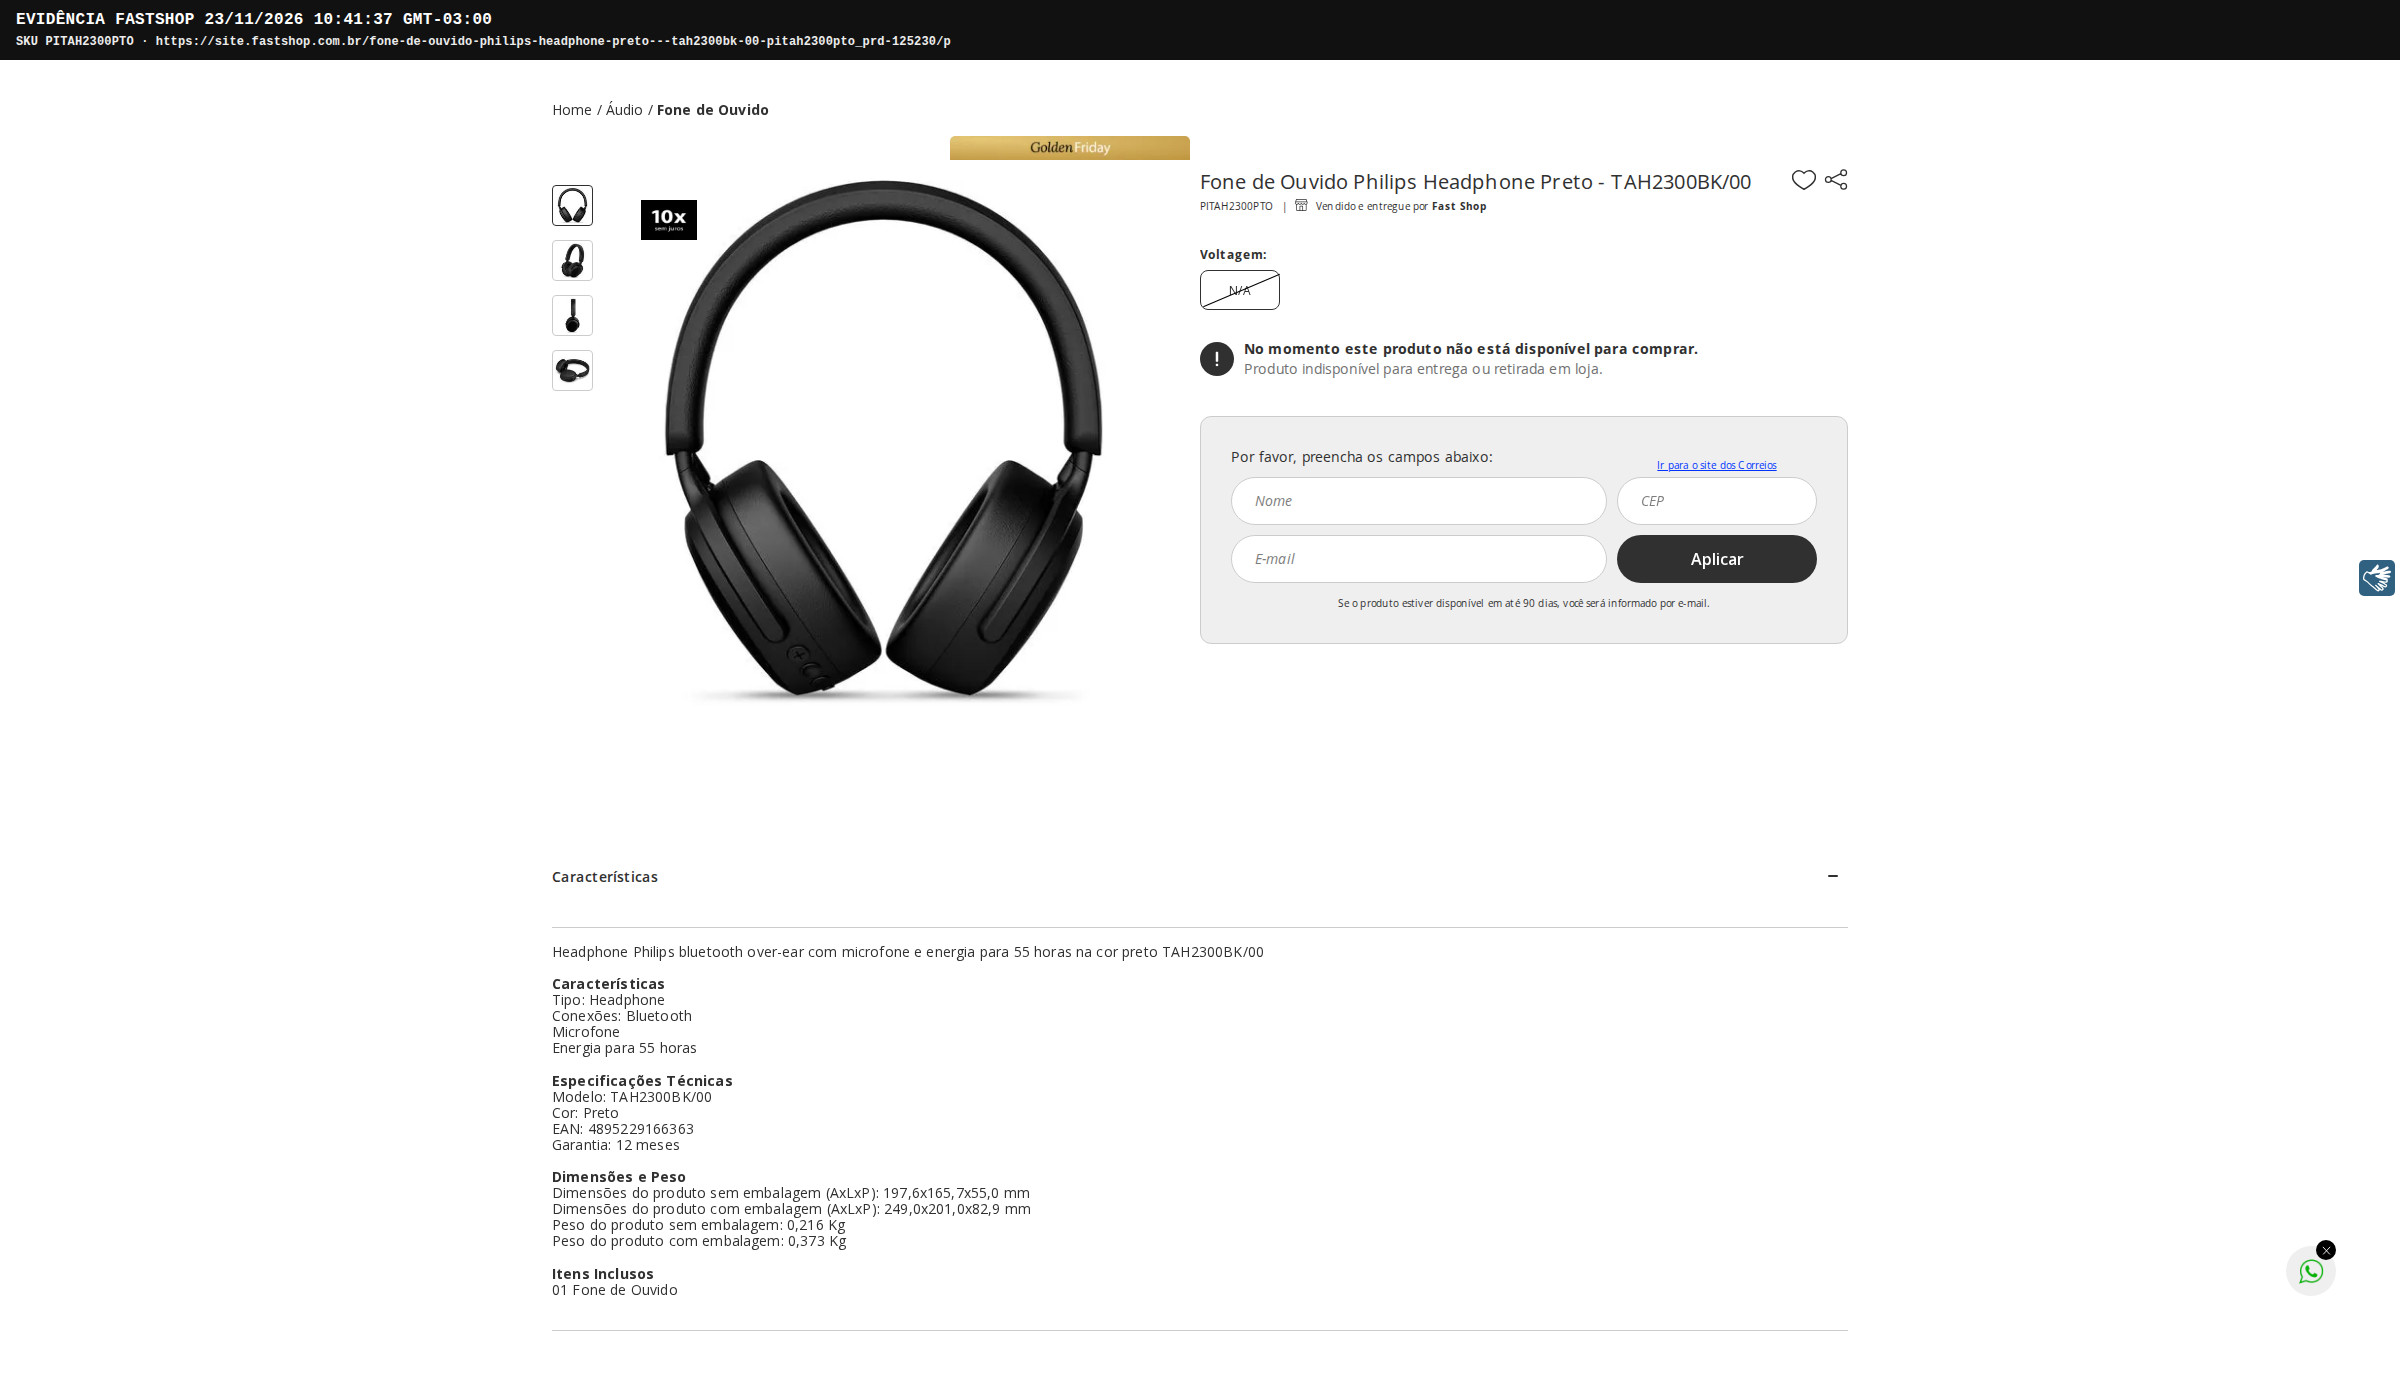 EVIDÊNCIA FASTSHOP 23/11/2026 10:41:37 GMT-03:00
SKU PITAH2300PTO · https://site.fastshop.com.br/fone-de-ouvido-philips-headphone-preto---tah2300bk-00-pitah2300pto_prd-125230/p
Home / Áudio / Fone de Ouvido
Golden Friday
10x
sem juros
Fone de Ouvido Philips Headphone Preto - TAH2300BK/00
PITAH2300PTO | Vendido e entregue por Fast Shop
Voltagem:
N/A
No momento este produto não está disponível para comprar.
Produto indisponível para entrega ou retirada em loja.
Por favor, preencha os campos abaixo:
Ir para o site dos Correios
Nome
CEP
E-mail
Aplicar
Se o produto estiver disponível em até 90 dias, você será informado por e-mail.
Características
Headphone Philips bluetooth over-ear com microfone e energia para 55 horas na cor preto TAH2300BK/00
Características
Tipo: Headphone
Conexões: Bluetooth
Microfone
Energia para 55 horas
Especificações Técnicas
Modelo: TAH2300BK/00
Cor: Preto
EAN: 4895229166363
Garantia: 12 meses
Dimensões e Peso
Dimensões do produto sem embalagem (AxLxP): 197,6x165,7x55,0 mm
Dimensões do produto com embalagem (AxLxP): 249,0x201,0x82,9 mm
Peso do produto sem embalagem: 0,216 Kg
Peso do produto com embalagem: 0,373 Kg
Itens Inclusos
01 Fone de Ouvido